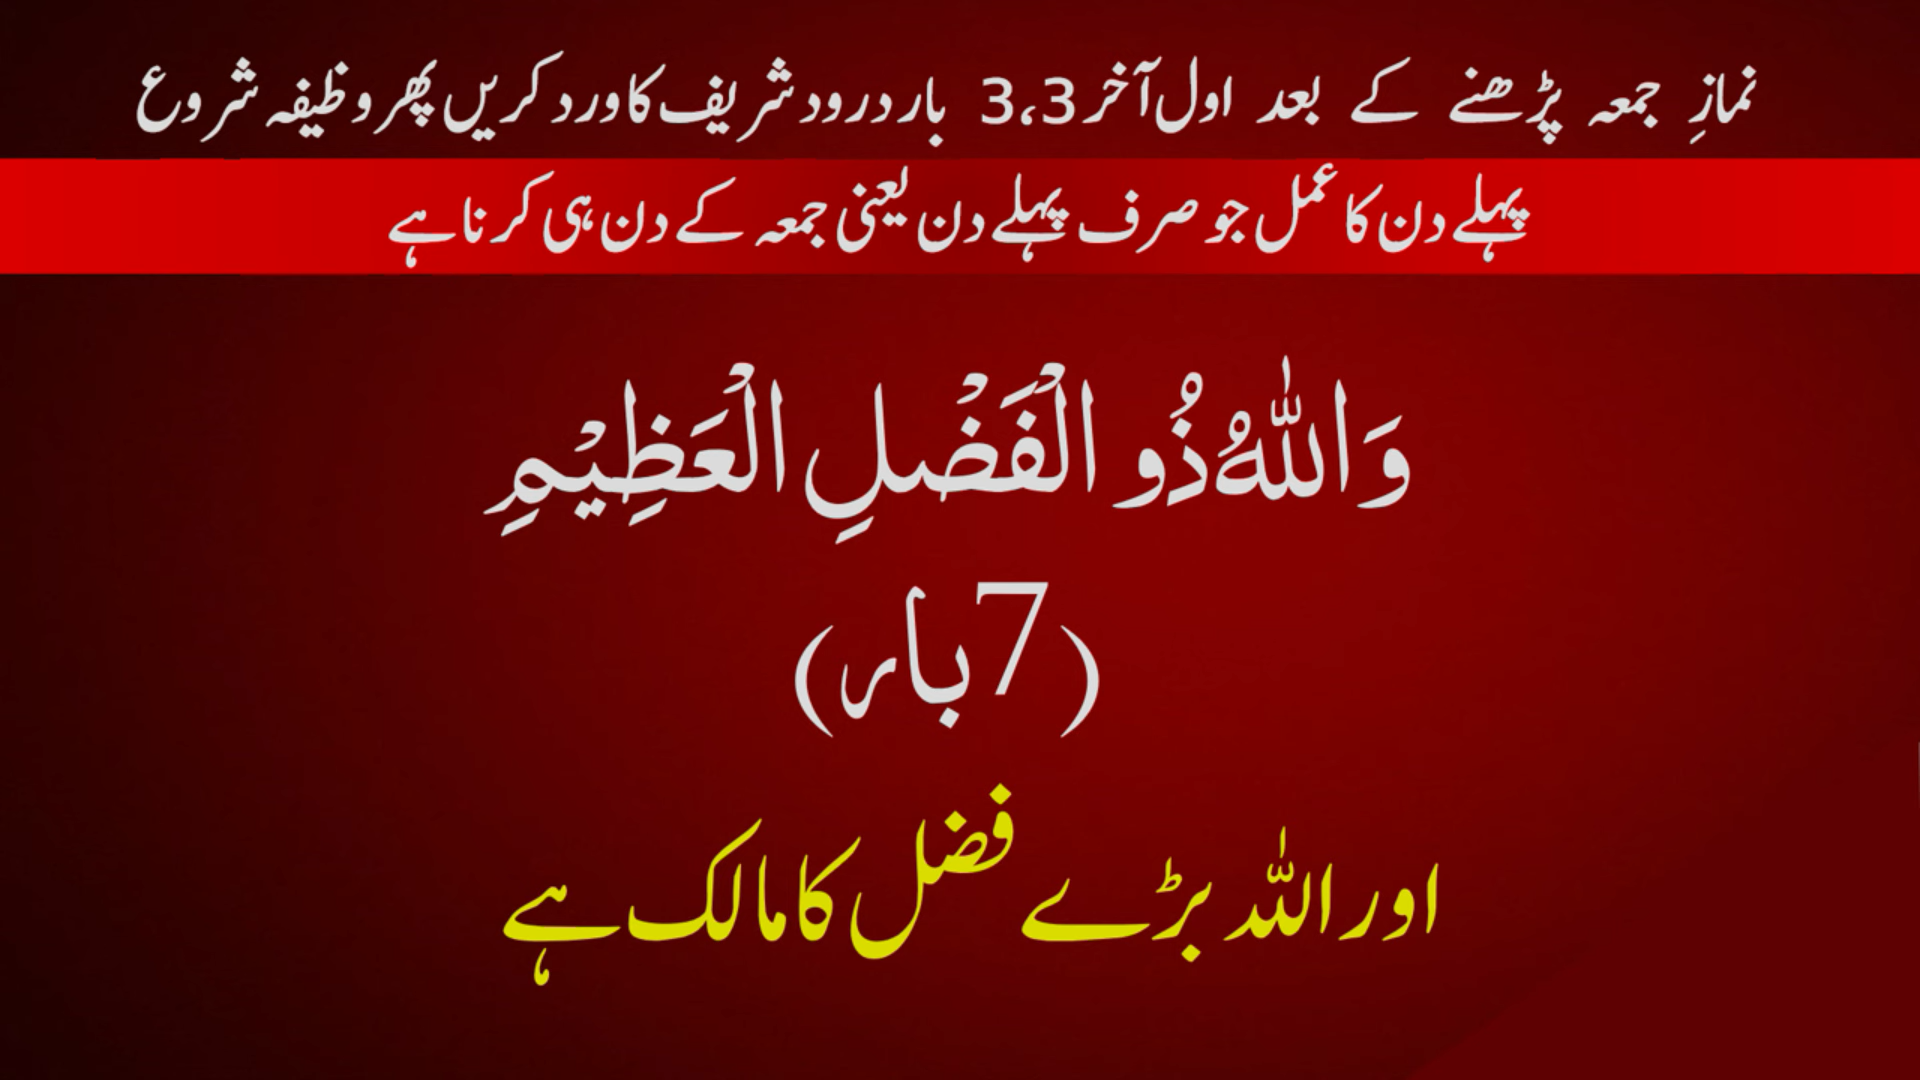 نمازِ جمعہ پڑھنے کے بعد اول آخر 3،3 بار درود شریف کا ورد کریں پھر وظیفہ شروع
پہلے دن کا عمل جو صرف پہلے دن یعنی جمعہ کے دن ہی کرنا ہے
وَاللّٰهُ ذُو الْفَضْلِ الْعَظِيْمِ
(7 بار)
اور اللہ بڑے فضل کا مالک ہے